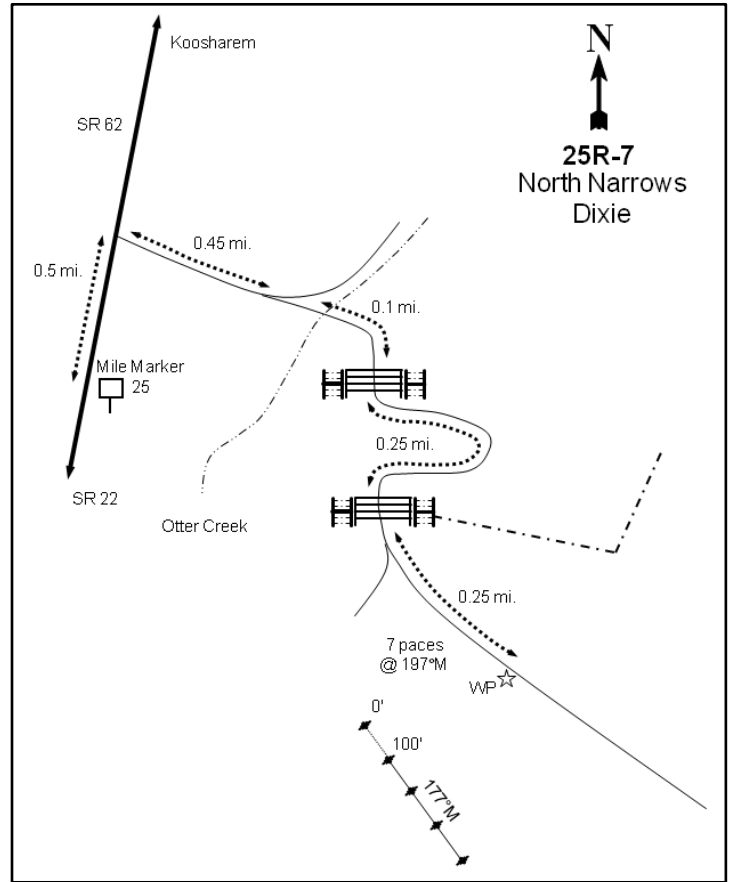 Koosharem
N
SR 62
25R-7
North Narrows
Dixie
0.45 mi.
0.5 mi.
0.1 mi.
Mile Marker
25
0.25 mi.
SR 22
Otter Creek
0.25 mi.
7 paces
@ 197°M
WP
0'
100'
177°M